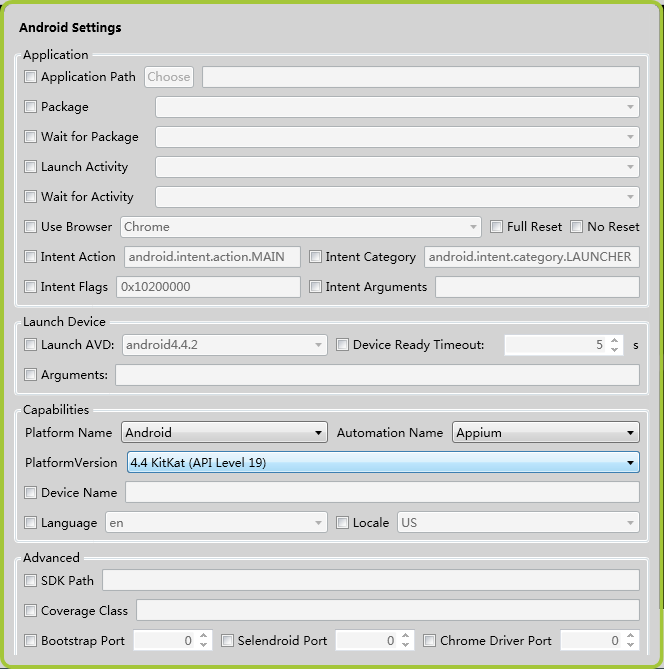 Android Settings
Application
Application Path Choose
Package
Wait for Package
Launch Activity
Wait for Activity
Use Browser Chrome Full Reset No Reset
Intent Action android.intent.action.MAIN Intent Category android.intent.category.LAUNCHER
Intent Flags 0x10200000 Intent Arguments
Launch Device
Launch AVD: android4.4.2 Device Ready Timeout: 5 s
Arguments:
Capabilities
Platform Name Android Automation Name Appium
PlatformVersion 4.4 KitKat (API Level 19)
Device Name
Language en Locale US
Advanced
SDK Path
Coverage Class
Bootstrap Port 0 Selendroid Port 0 Chrome Driver Port 0